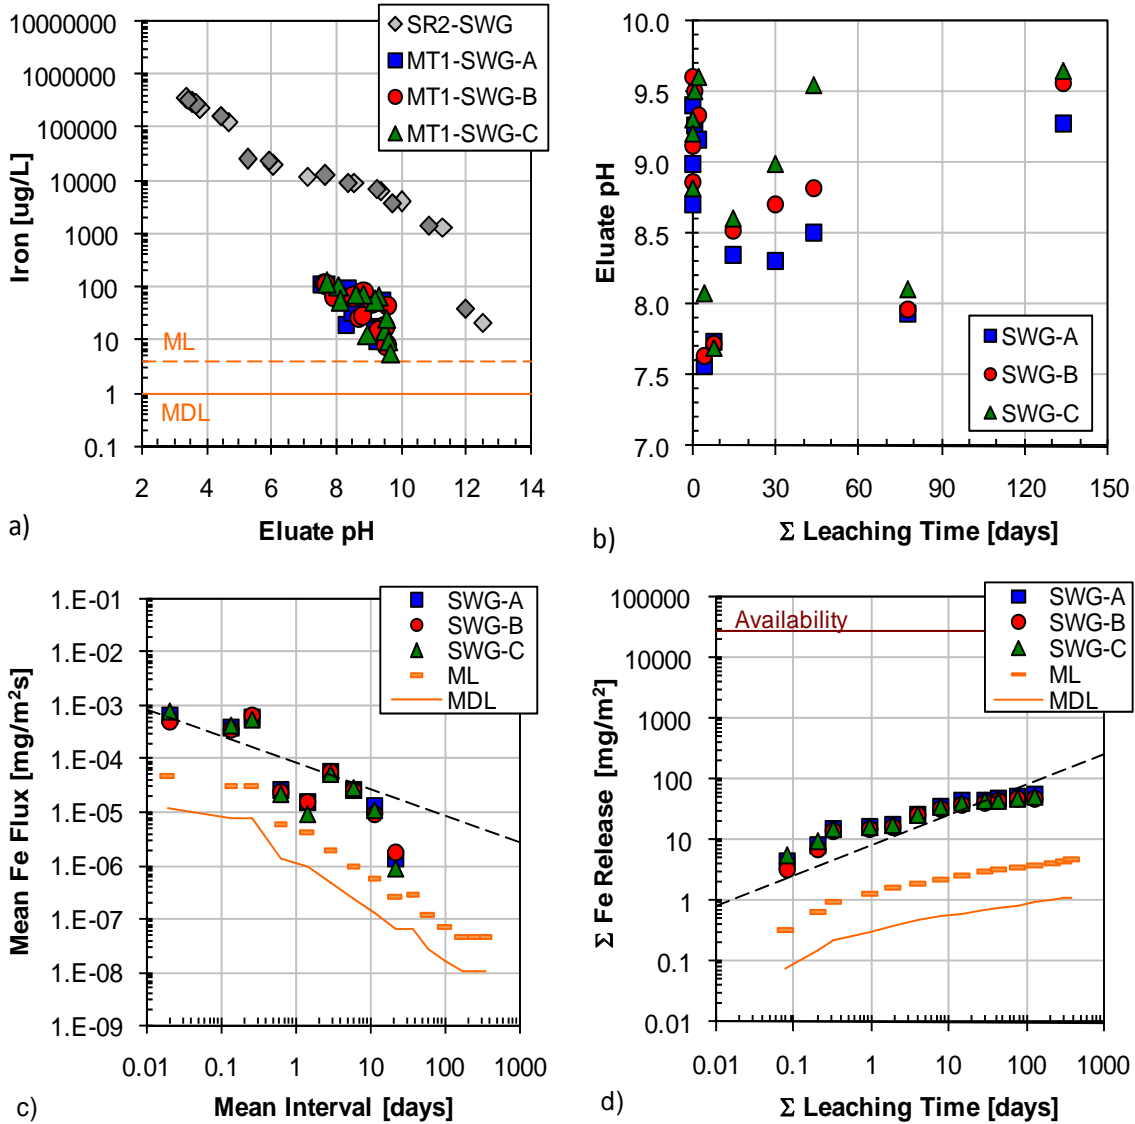 10000000
1000000
100000
10000
1000
100
10
1
0.1
Iron [ug/L]
SR2-SWG
MT1-SWG-A
MT1-SWG-B
MT1-SWG-C
ML
MDL
2 4 6 8 10 12 14
Eluate pH
a)
10.0
9.5
9.0
8.5
8.0
7.5
7.0
Eluate pH
SWG-A
SWG-B
SWG-C
0 30 60 90 120 150
Σ Leaching Time [days]
b)
1.E-01
1.E-02
1.E-03
1.E-04
1.E-05
1.E-06
1.E-07
1.E-08
1.E-09
Mean Fe Flux [mg/m²s]
SWG-A
SWG-B
SWG-C
ML
MDL
0.01 0.1 1 10 100 1000
Mean Interval [days]
c)
100000
10000
1000
100
10
1
0.1
0.01
Σ Fe Release [mg/m²]
Availability
SWG-A
SWG-B
SWG-C
ML
MDL
0.01 0.1 1 10 100 1000
Σ Leaching Time [days]
d)